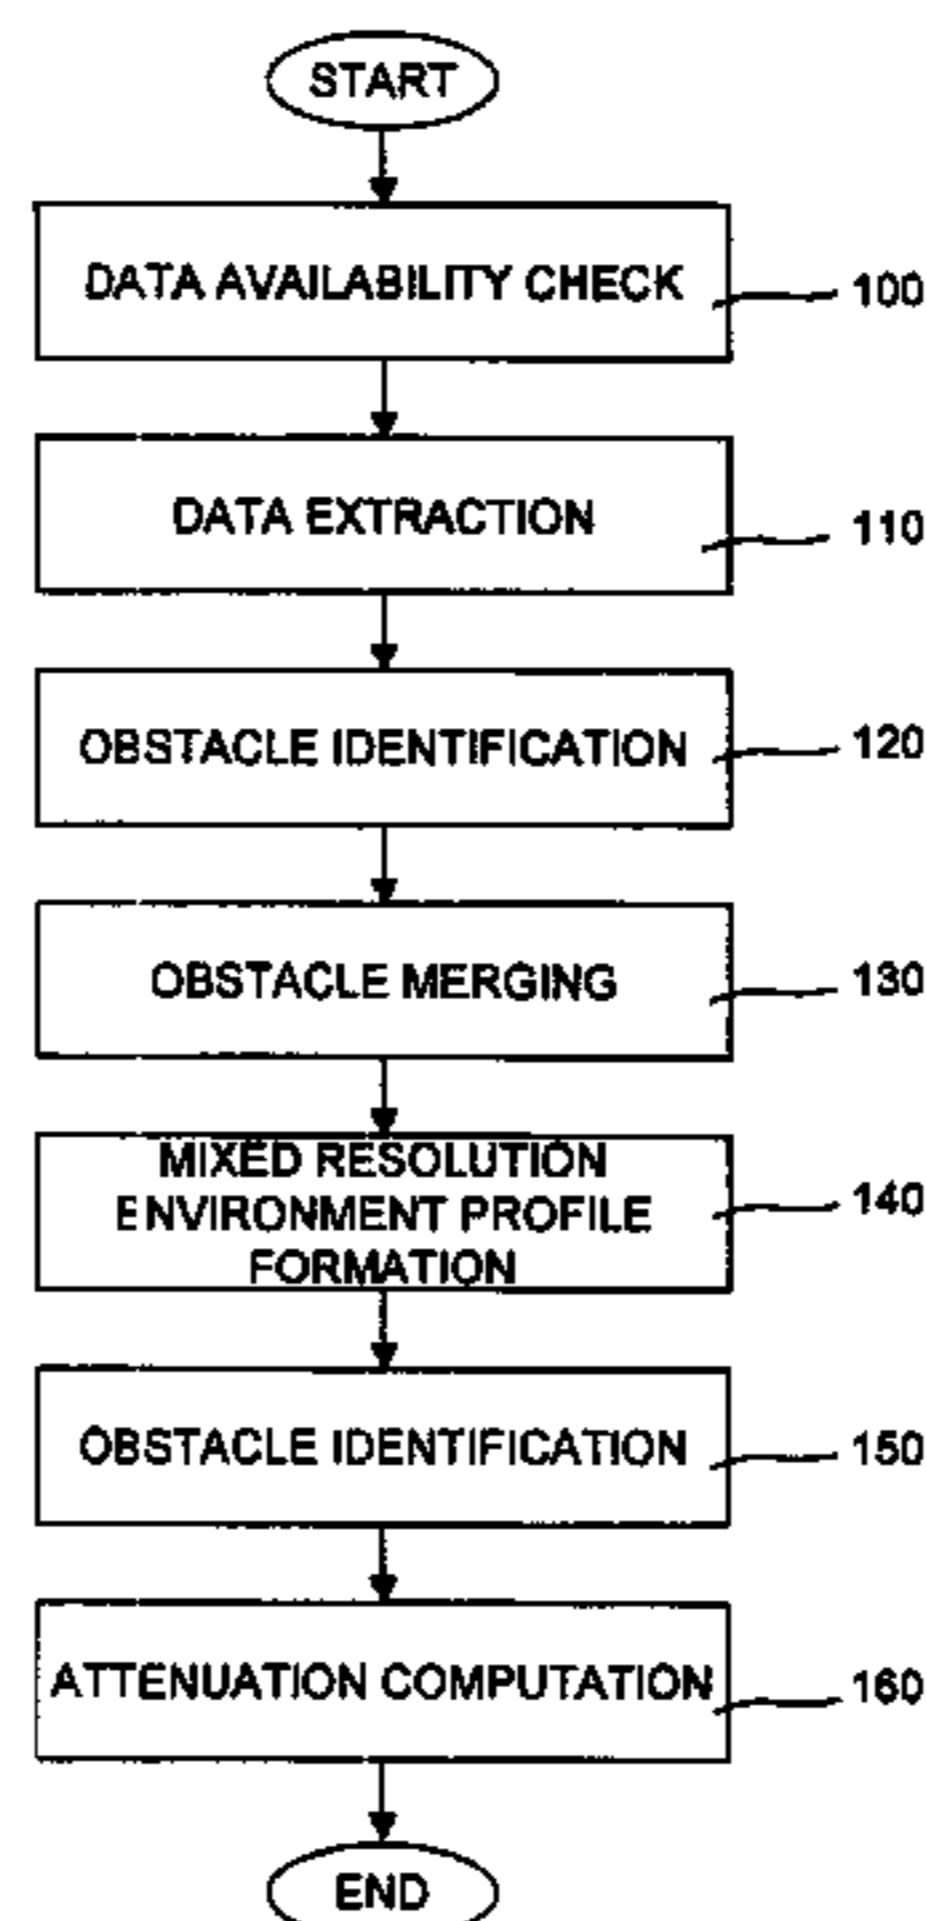 START
DATA AVAILABILITY CHECK
100
DATA EXTRACTION
110
OBSTACLE IDENTIFICATION
120
OBSTACLE MERGING
130
MIXED RESOLUTION
ENVIRONMENT PROFILE
FORMATION
140
OBSTACLE IDENTIFICATION
150
ATTENUATION COMPUTATION
160
END